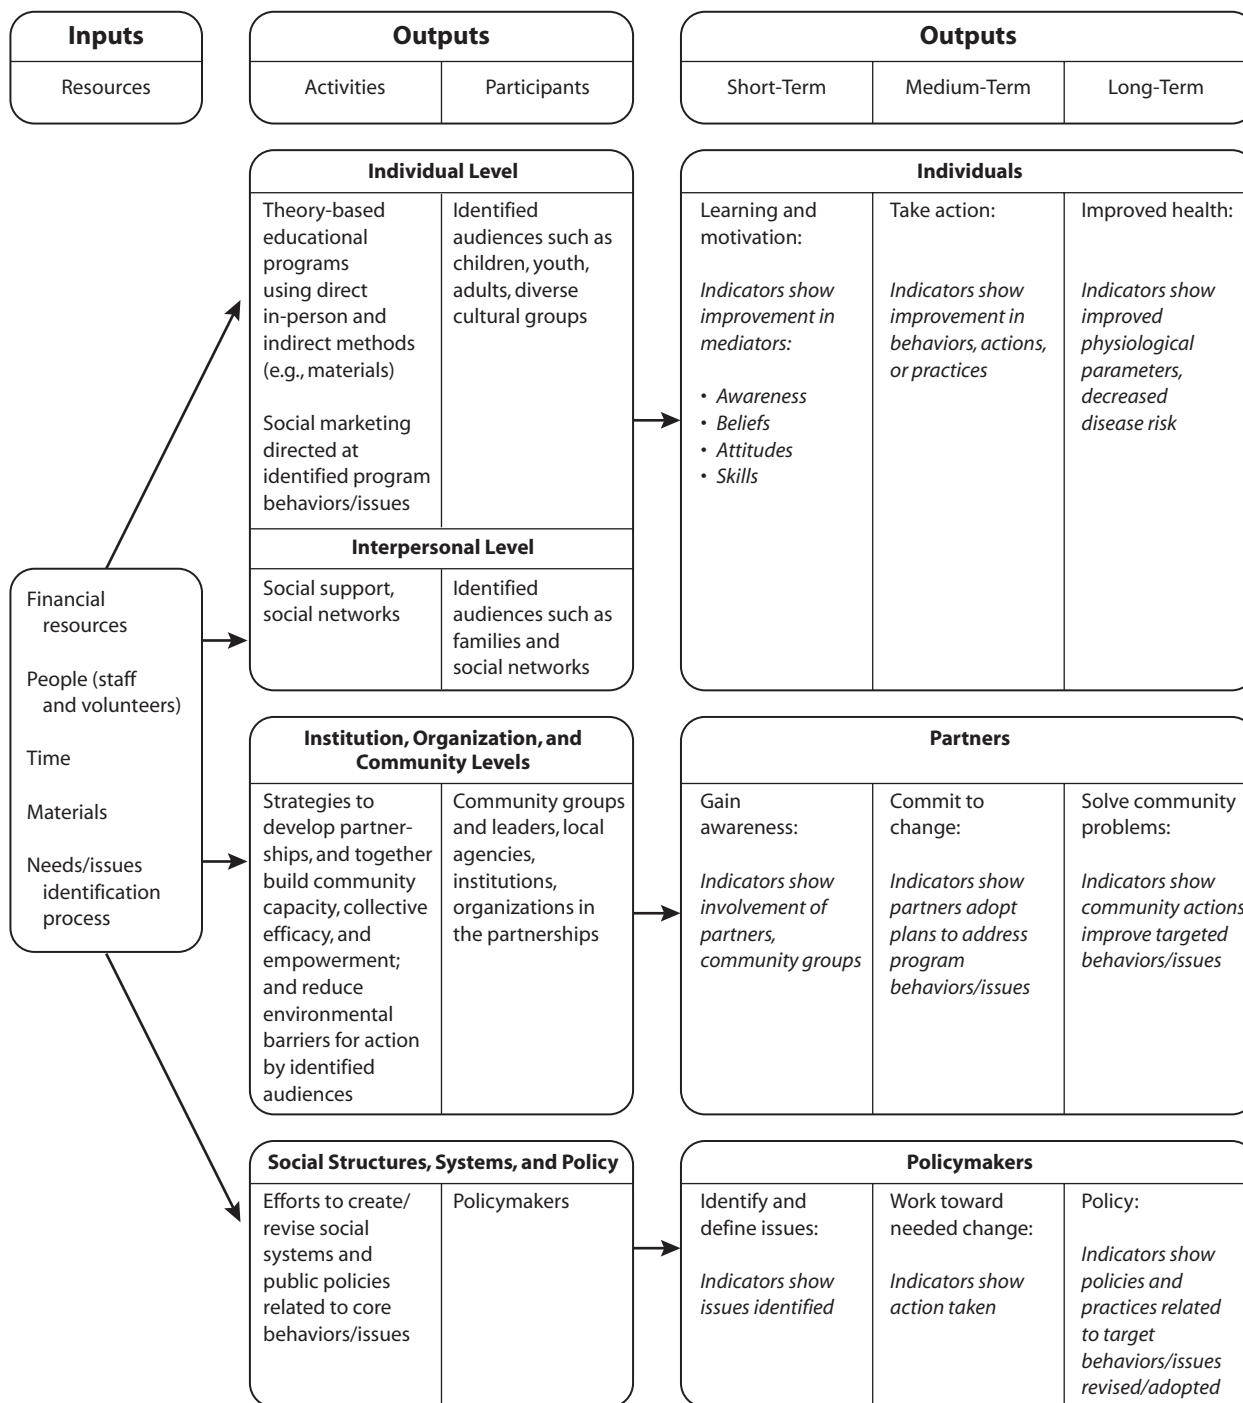 Inputs
Resources
Outputs
Activities
Participants
Outputs
Short-Term
Medium-Term
Long-Term
Financial
resources
People (staff
and volunteers)
Time
Materials
Needs/issues
identification
process
Individual Level
Theory-based
educational
programs
using direct
in-person and
indirect methods
(e.g., materials)
Social marketing
directed at
identified program
behaviors/issues
Identified
audiences such as
children, youth,
adults, diverse
cultural groups
Interpersonal Level
Social support,
social networks
Identified
audiences such as
families and
social networks
Individuals
Learning and
motivation:
Indicators show
improvement in
mediators:
• Awareness
• Beliefs
• Attitudes
• Skills
Take action:
Indicators show
improvement in
behaviors, actions,
or practices
Improved health:
Indicators show
improved
physiological
parameters,
decreased
disease risk
Institution, Organization, and
Community Levels
Strategies to
develop partner-
ships, and together
build community
capacity, collective
efficacy, and
empowerment;
and reduce
environmental
barriers for action
by identified
audiences
Community groups
and leaders, local
agencies,
institutions,
organizations in
the partnerships
Partners
Gain
awareness:
Indicators show
involvement of
partners,
community groups
Commit to
change:
Indicators show
partners adopt
plans to address
program
behaviors/issues
Solve community
problems:
Indicators show
community actions
improve targeted
behaviors/issues
Social Structures, Systems, and Policy
Efforts to create/
revise social
systems and
public policies
related to core
behaviors/issues
Policymakers
Policymakers
Identify and
define issues:
Indicators show
issues identified
Work toward
needed change:
Indicators show
action taken
Policy:
Indicators show
policies and
practices related
to target
behaviors/issues
revised/adopted